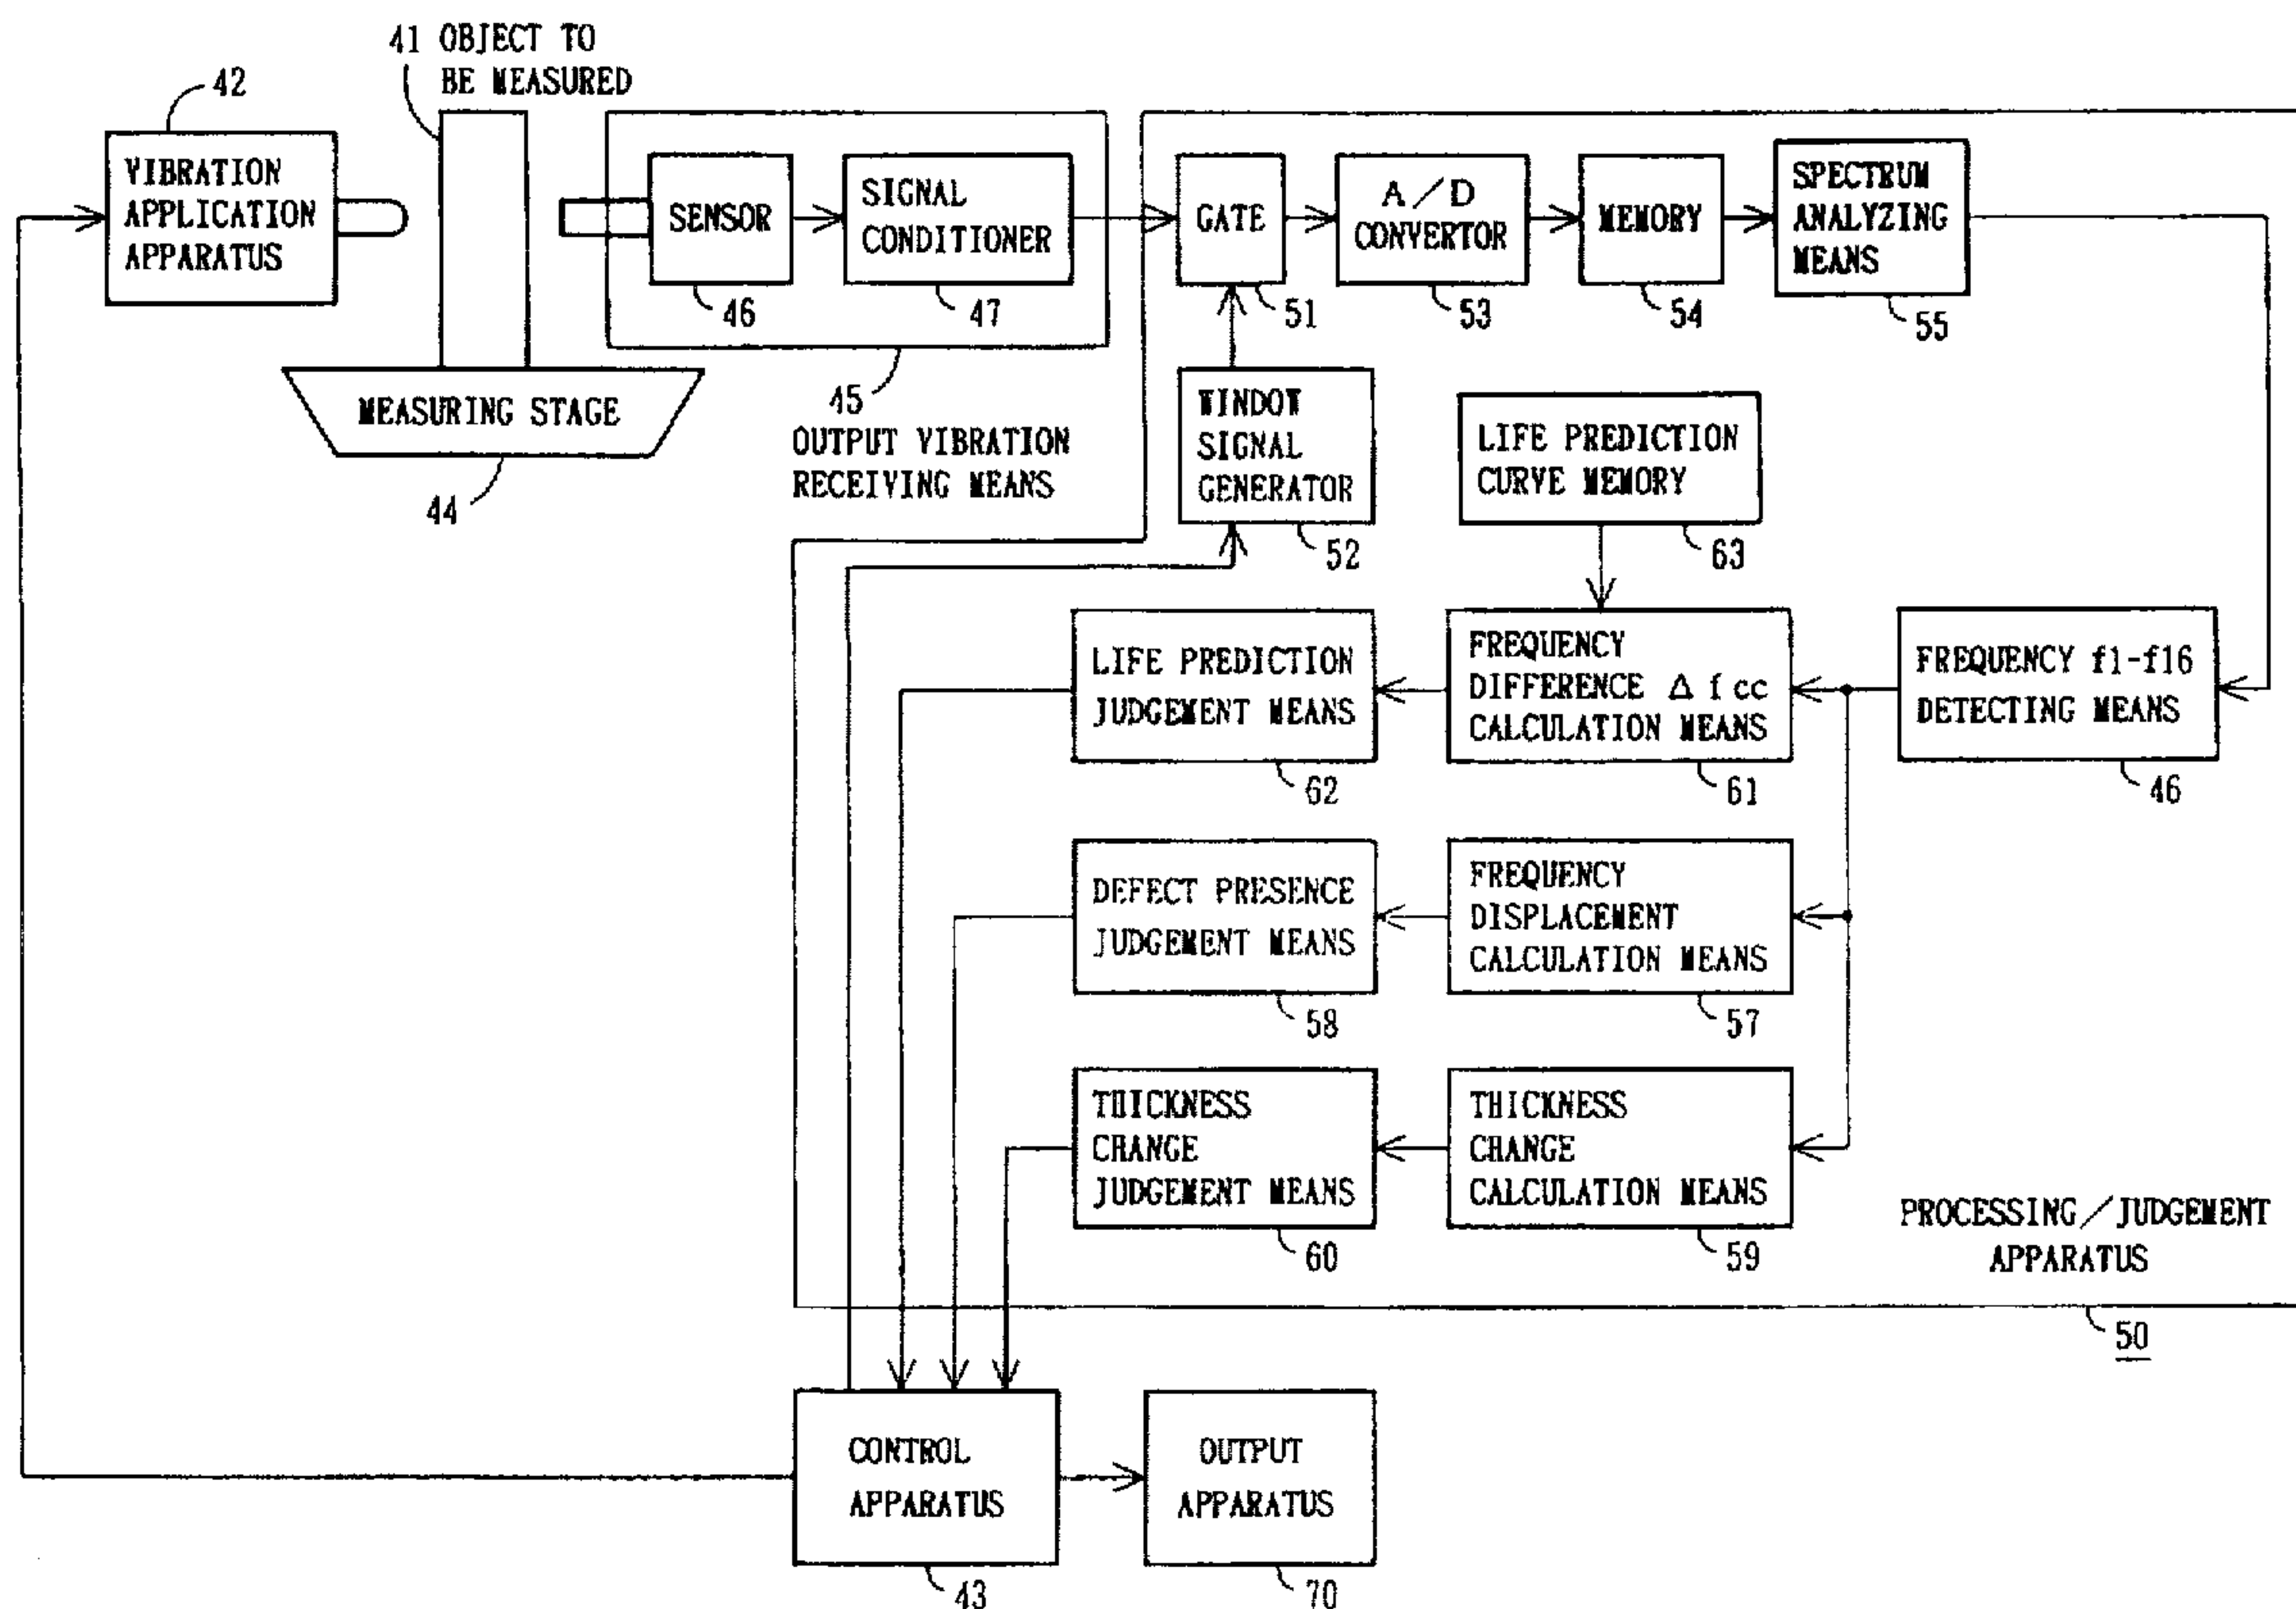 41 OBJECT TO
BE MEASURED
42
VIBRATION
APPLICATION
APPARATUS
SENSOR
46
SIGNAL
CONDITIONER
47
GATE
51
A/D
CONVERTOR
53
MEMORY
54
SPECTRUM
ANALYZING
MEANS
55
MEASURING STAGE
44
45
OUTPUT VIBRATION
RECEIVING MEANS
WINDOW
SIGNAL
GENERATOR
52
LIFE PREDICTION
CURVE MEMORY
63
LIFE PREDICTION
JUDGEMENT MEANS
62
FREQUENCY
DIFFERENCE Δfcc
CALCULATION MEANS
61
FREQUENCY f1-f16
DETECTING MEANS
46
DEFECT PRESENCE
JUDGEMENT MEANS
58
FREQUENCY
DISPLACEMENT
CALCULATION MEANS
57
THICKNESS
CHANGE
JUDGEMENT MEANS
60
THICKNESS
CHANGE
CALCULATION MEANS
59
PROCESSING/JUDGEMENT
APPARATUS
50
CONTROL
APPARATUS
43
OUTPUT
APPARATUS
70